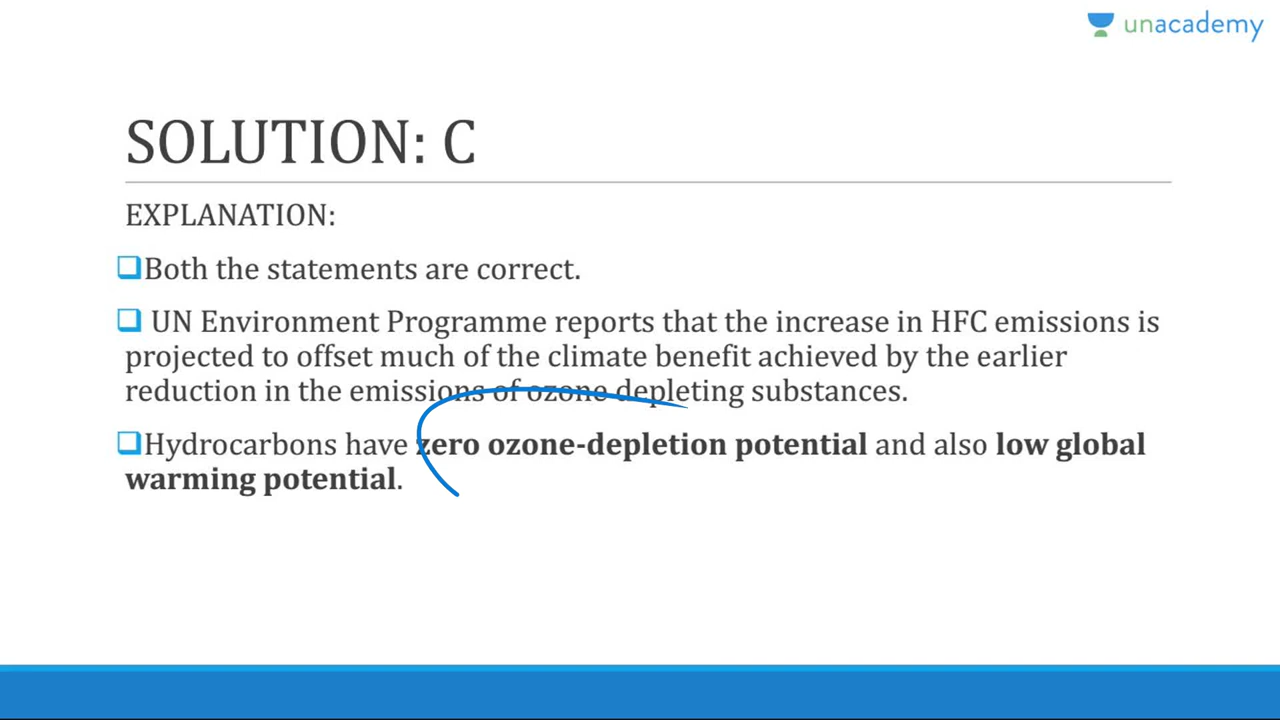 unacademy
SOLUTION: C
EXPLANATION:
Both the statements are correct.
UN Environment Programme reports that the increase in HFC emissions is
projected to offset much of the climate benefit achieved by the earlier
reduction in the emissions of ozone depleting substances.
Hydrocarbons have zero ozone-depletion potential and also low global
warming potential.